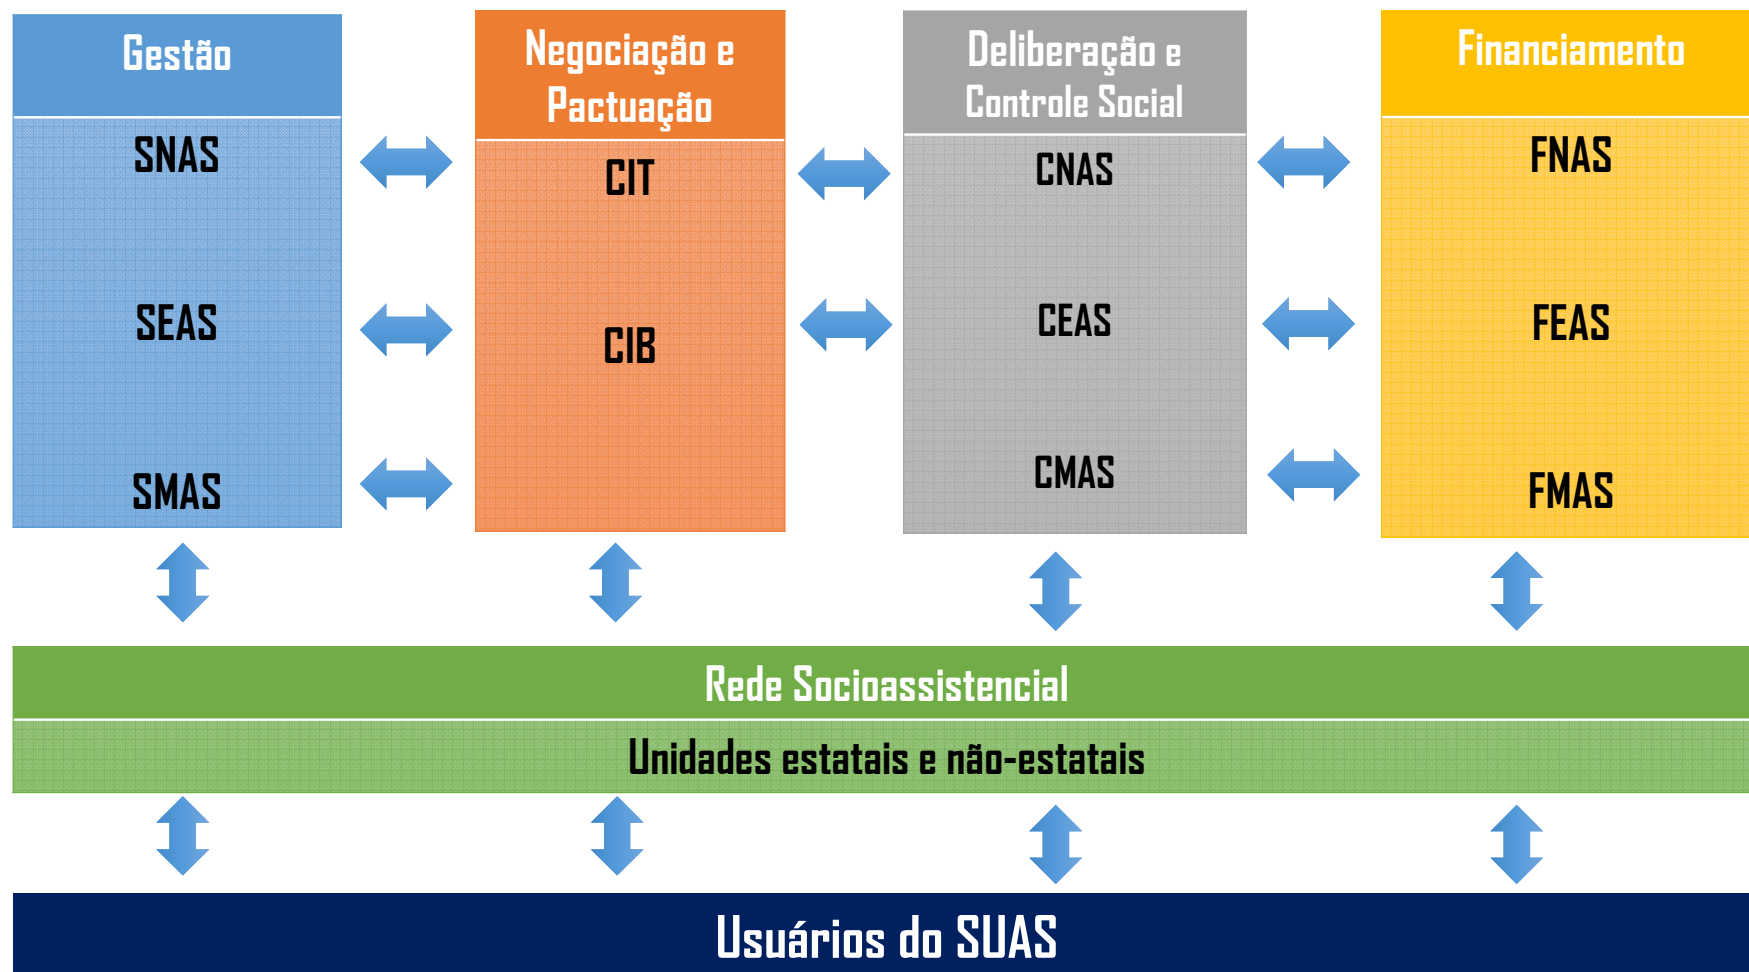 Gestão
SNAS
SEAS
SMAS
Negociação e
Pactuação
CIT
CIB
Deliberação e
Controle Social
CNAS
CEAS
CMAS
Financiamento
FNAS
FEAS
FMAS
Rede Socioassistencial
Unidades estatais e não-estatais
Usuários do SUAS